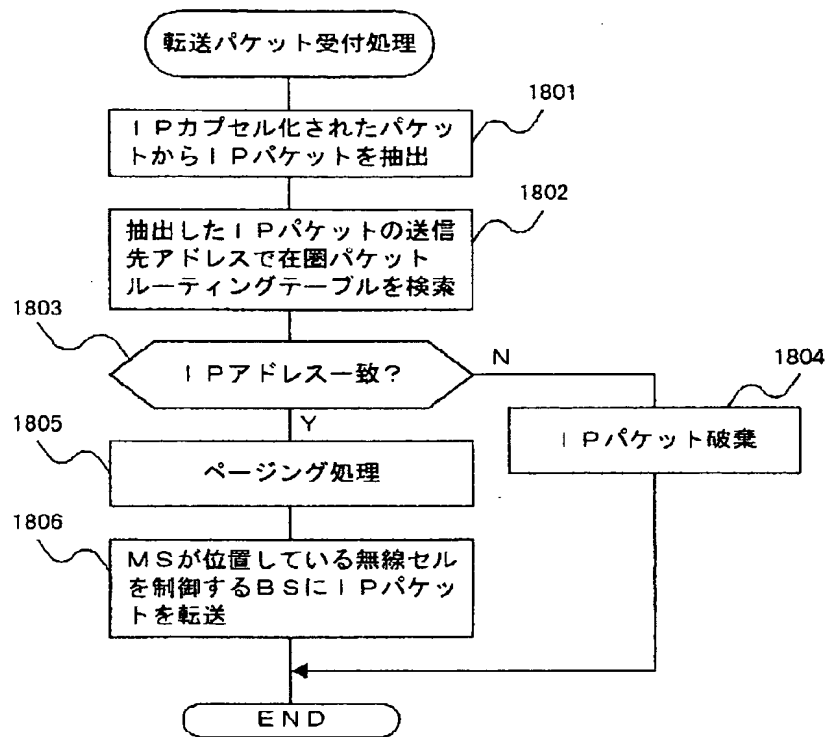 転送パケット受付処理
1801
ＩＰカプセル化されたパケッ
トからＩＰパケットを抽出
1802
抽出したＩＰパケットの送信
先アドレスで在圏パケット
ルーティングテーブルを検索
1803
ＩＰアドレス一致？
N
Y
1804
ＩＰパケット破棄
1805
ページング処理
1806
ＭＳが位置している無線セル
を制御するＢＳにＩＰパケッ
トを転送
ＥＮＤ